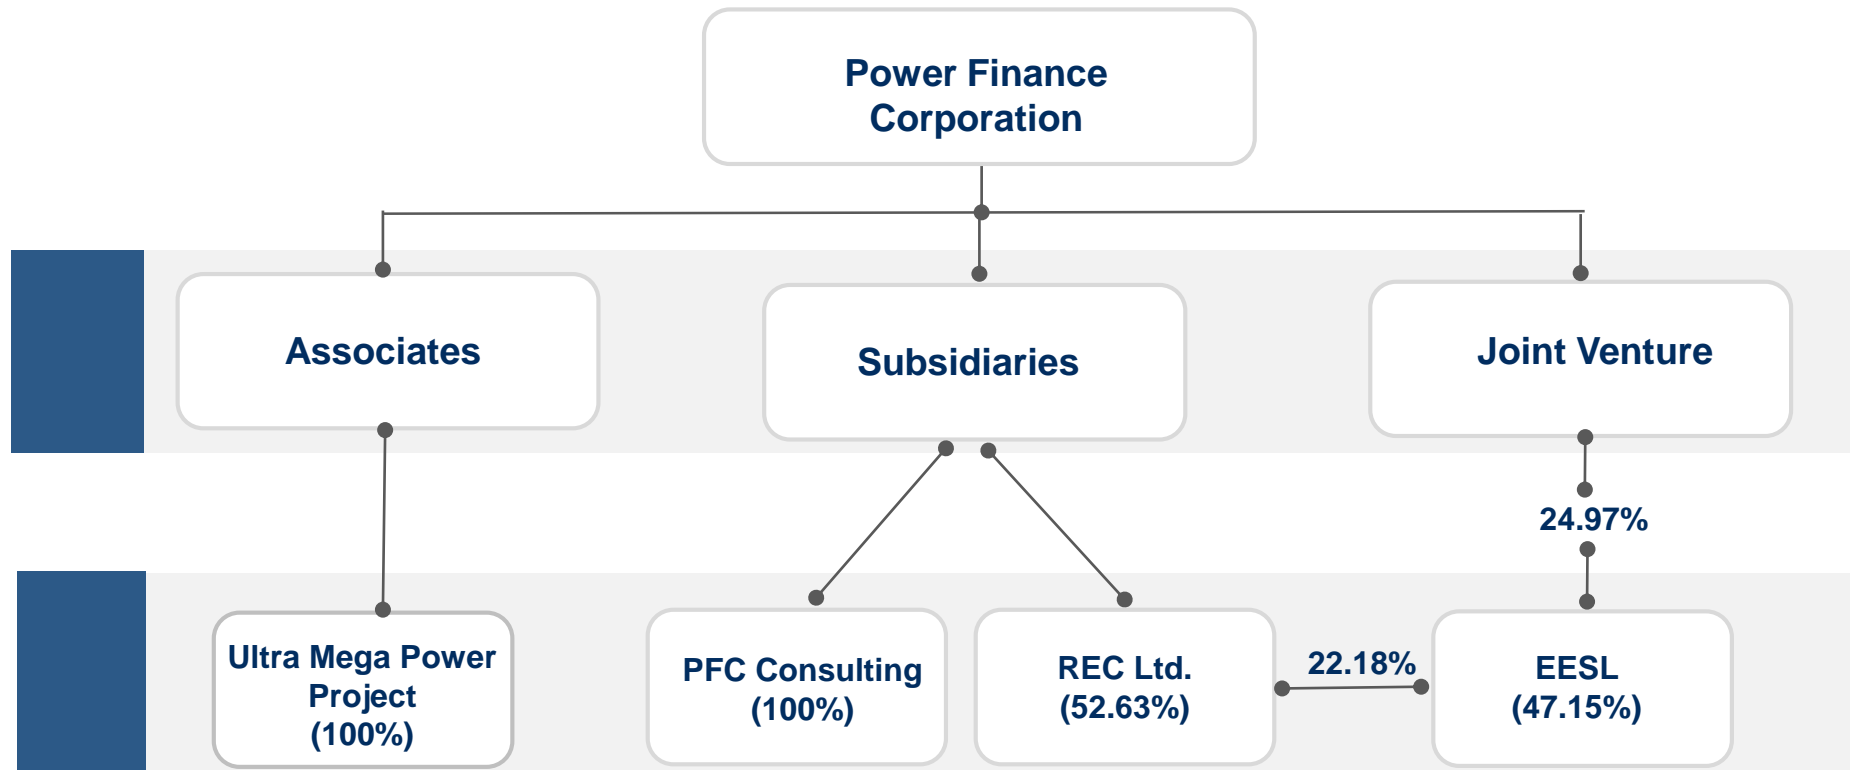 Power Finance
Corporation
Associates
Subsidiaries
Joint Venture
24.97%
Ultra Mega Power
Project
(100%)
PFC Consulting
(100%)
REC Ltd.
(52.63%)
22.18%
EESL
(47.15%)